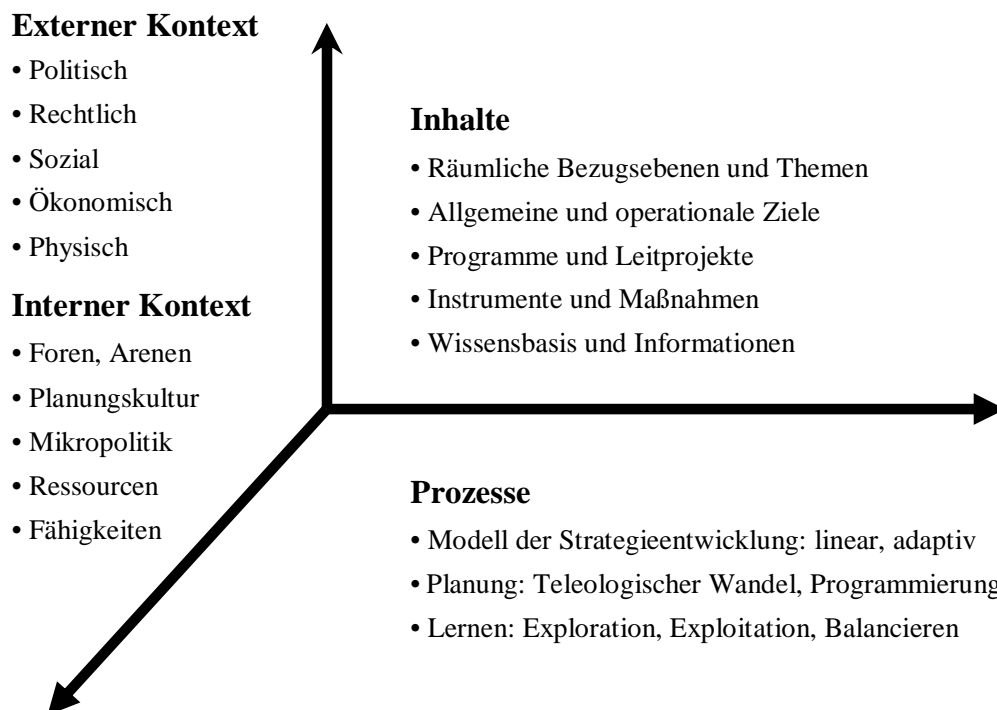 Externer Kontext
• Politisch
• Rechtlich
• Sozial
• Ökonomisch
• Physisch
Interner Kontext
• Foren, Arenen
• Planungskultur
• Mikropolitik
• Ressourcen
• Fähigkeiten
Inhalte
• Räumliche Bezugsebenen und Themen
• Allgemeine und operationale Ziele
• Programme und Leitprojekte
• Instrumente und Maßnahmen
• Wissensbasis und Informationen
Prozesse
• Modell der Strategieentwicklung: linear, adaptiv
• Planung: Teleologischer Wandel, Programmierung
• Lernen: Exploration, Exploitation, Balancieren